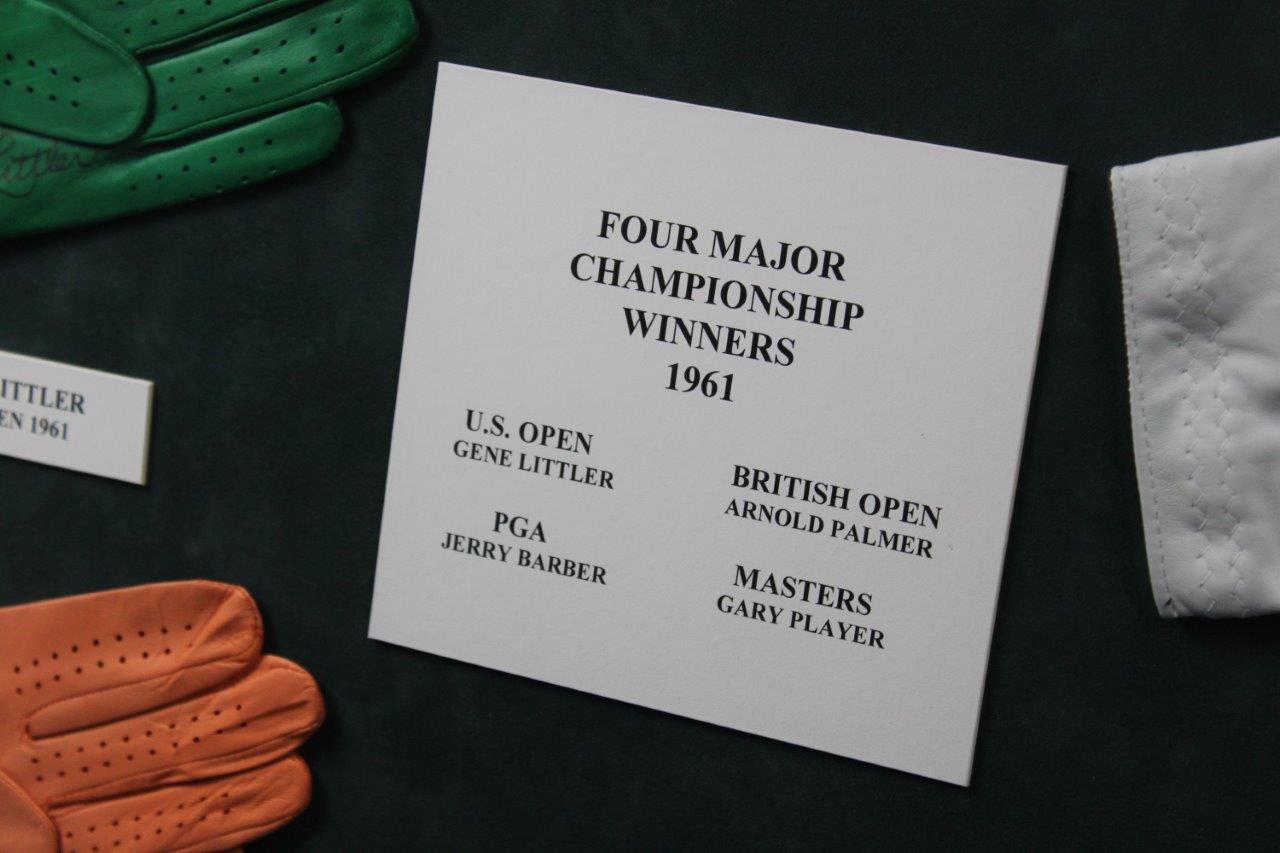 Littler
ITTLER
EN 1961
FOUR MAJOR
CHAMPIONSHIP
WINNERS
1961
U.S. OPEN
GENE LITTLER
PGA
JERRY BARBER
BRITISH OPEN
ARNOLD PALMER
MASTERS
GARY PLAYER